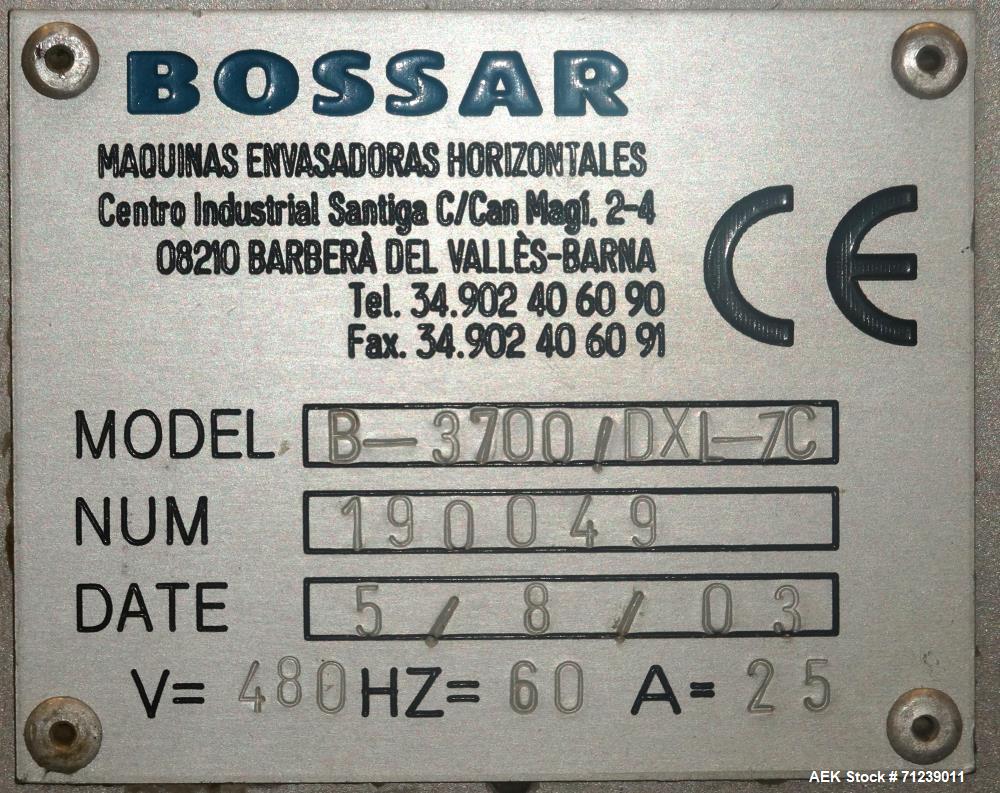 BOSSAR
MAQUINAS ENVASADORAS HORIZONTALES
Centro Industrial Santiga C/Can Magí, 2-4
08210 BARBERÀ DEL VALLÈS-BARNA
Tel. 34.902 40 60 90
Fax. 34.902 40 60 91
CE
MODEL B-3700/DXL-7C
NUM 190049
DATE 5/8/03
V= 480 HZ= 60 A= 25
AEK Stock # 71239011